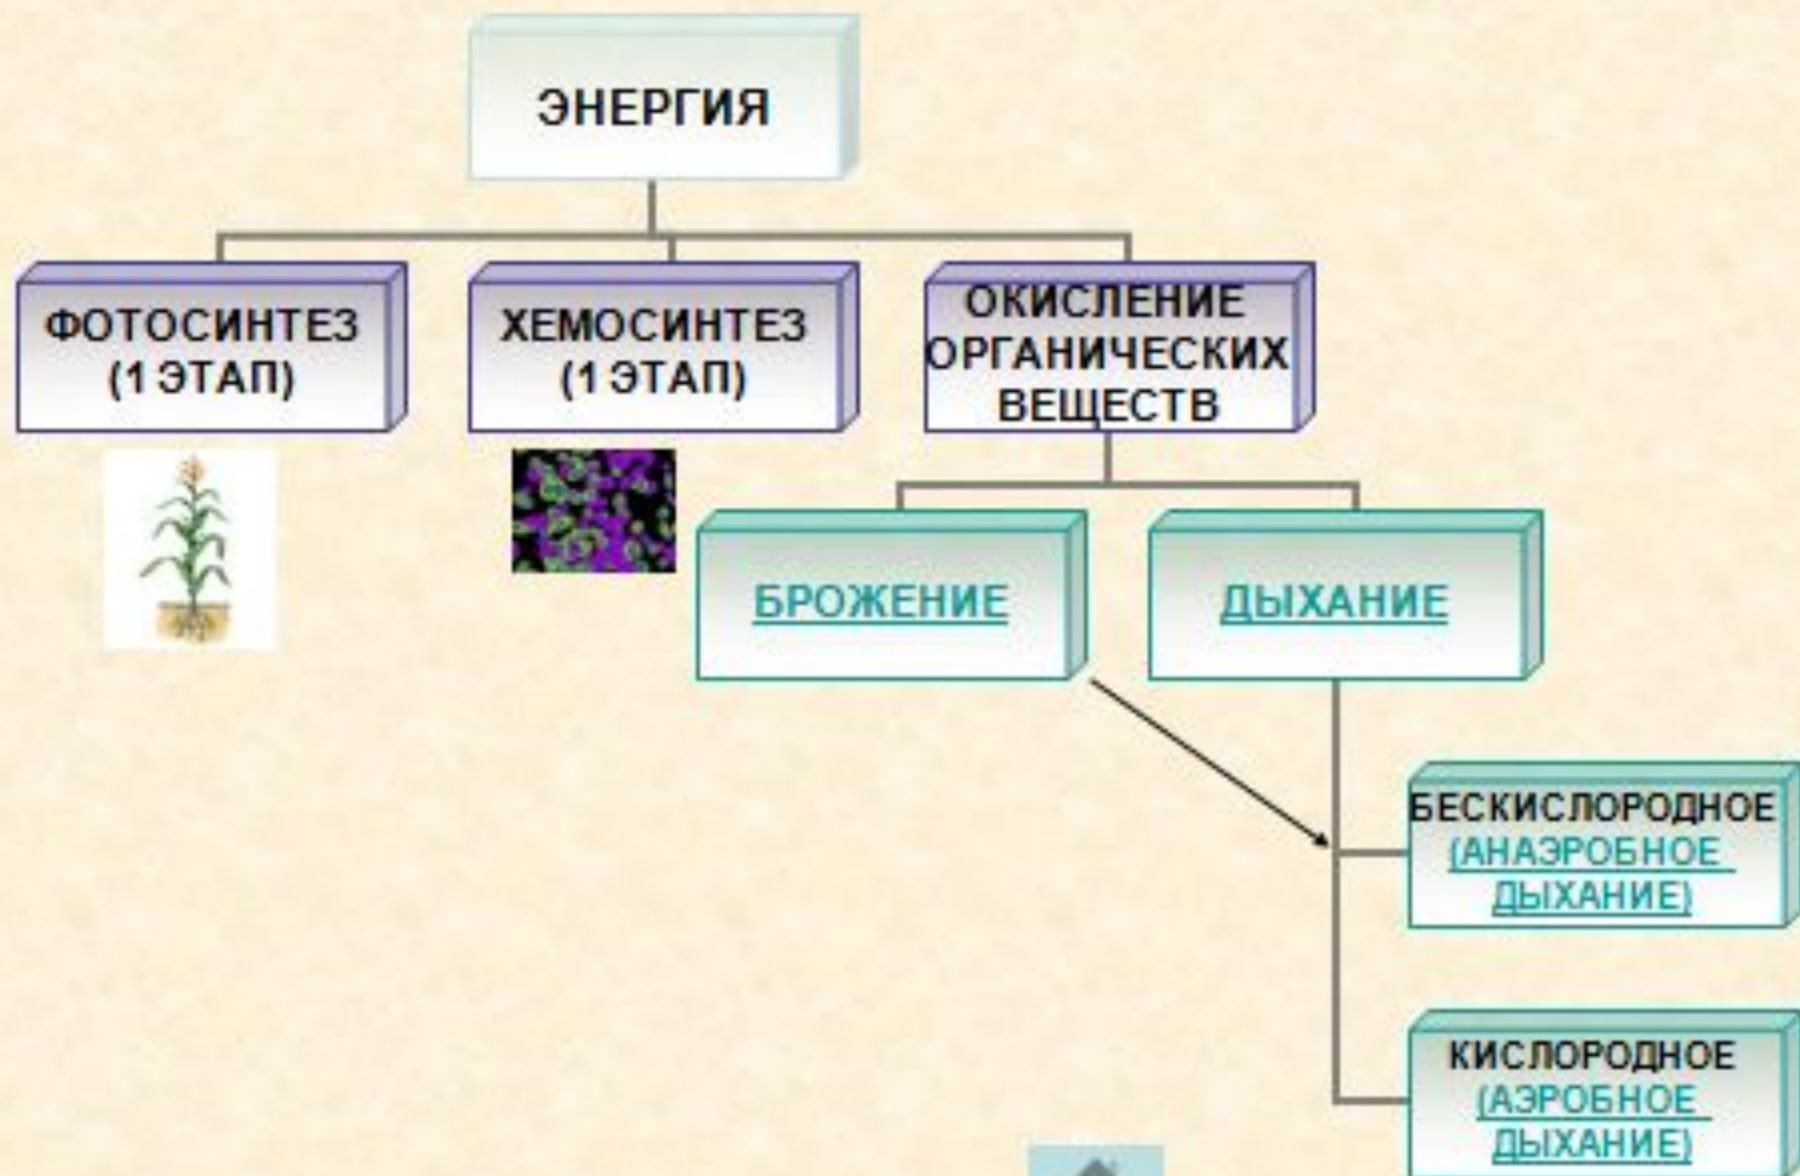 ЭНЕРГИЯ
ФОТОСИНТЕЗ
(1 ЭТАП)
ХЕМОСИНТЕЗ
(1 ЭТАП)
ОКИСЛЕНИЕ
ОРГАНИЧЕСКИХ
ВЕЩЕСТВ
БРОЖЕНИЕ
ДЫХАНИЕ
БЕСКИСЛОРОДНОЕ
(АНАЭРОБНОЕ
ДЫХАНИЕ)
КИСЛОРОДНОЕ
(АЭРОБНОЕ
ДЫХАНИЕ)